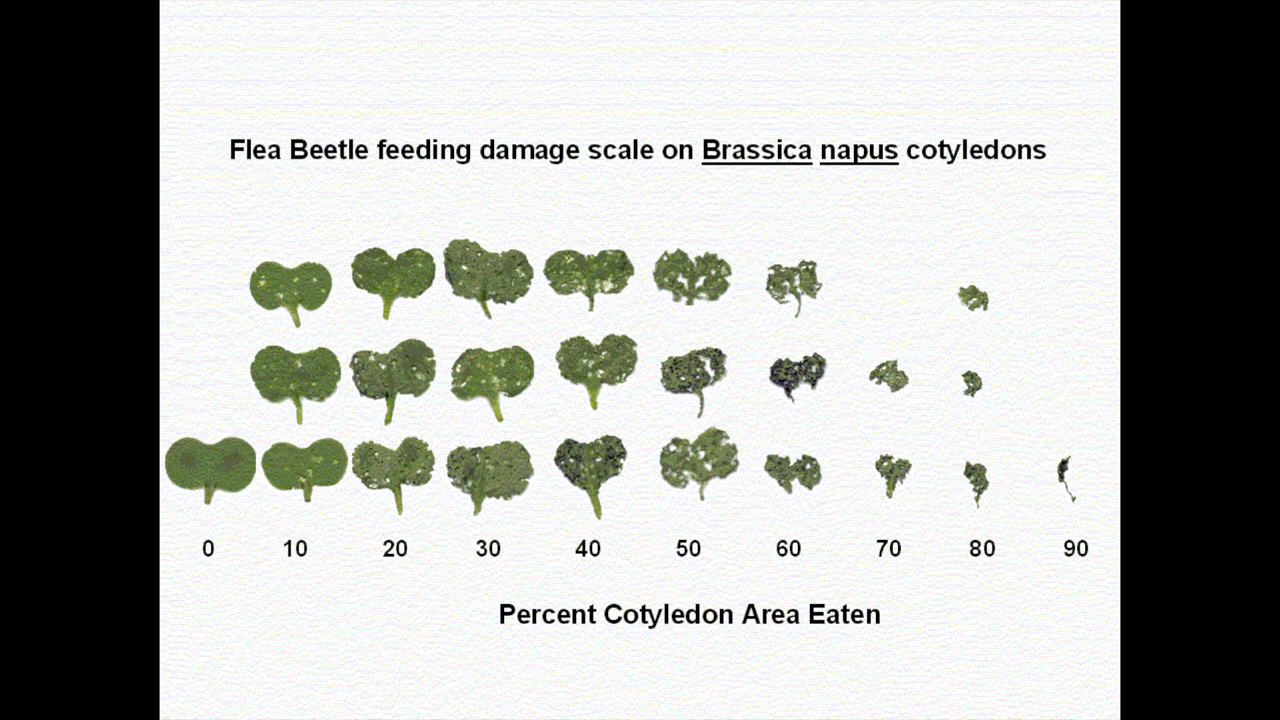 Flea Beetle feeding damage scale on Brassica napus cotyledons
0 10 20 30 40 50 60 70 80 90
Percent Cotyledon Area Eaten